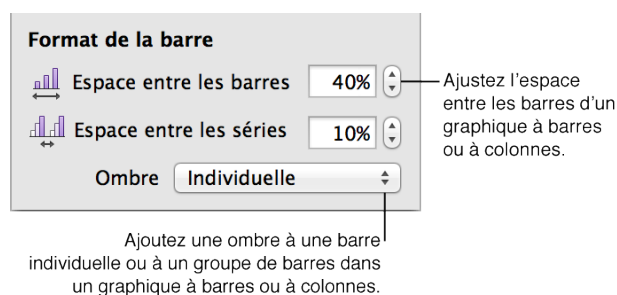 Format de la barre
Espace entre les barres 40%
Ajustez l’espace
entre les barres d’un
graphique à barres
ou à colonnes.
Espace entre les séries 10%
Ombre Individuelle
Ajoutez une ombre à une barre
individuelle ou à un groupe de barres dans
un graphique à barres ou à colonnes.